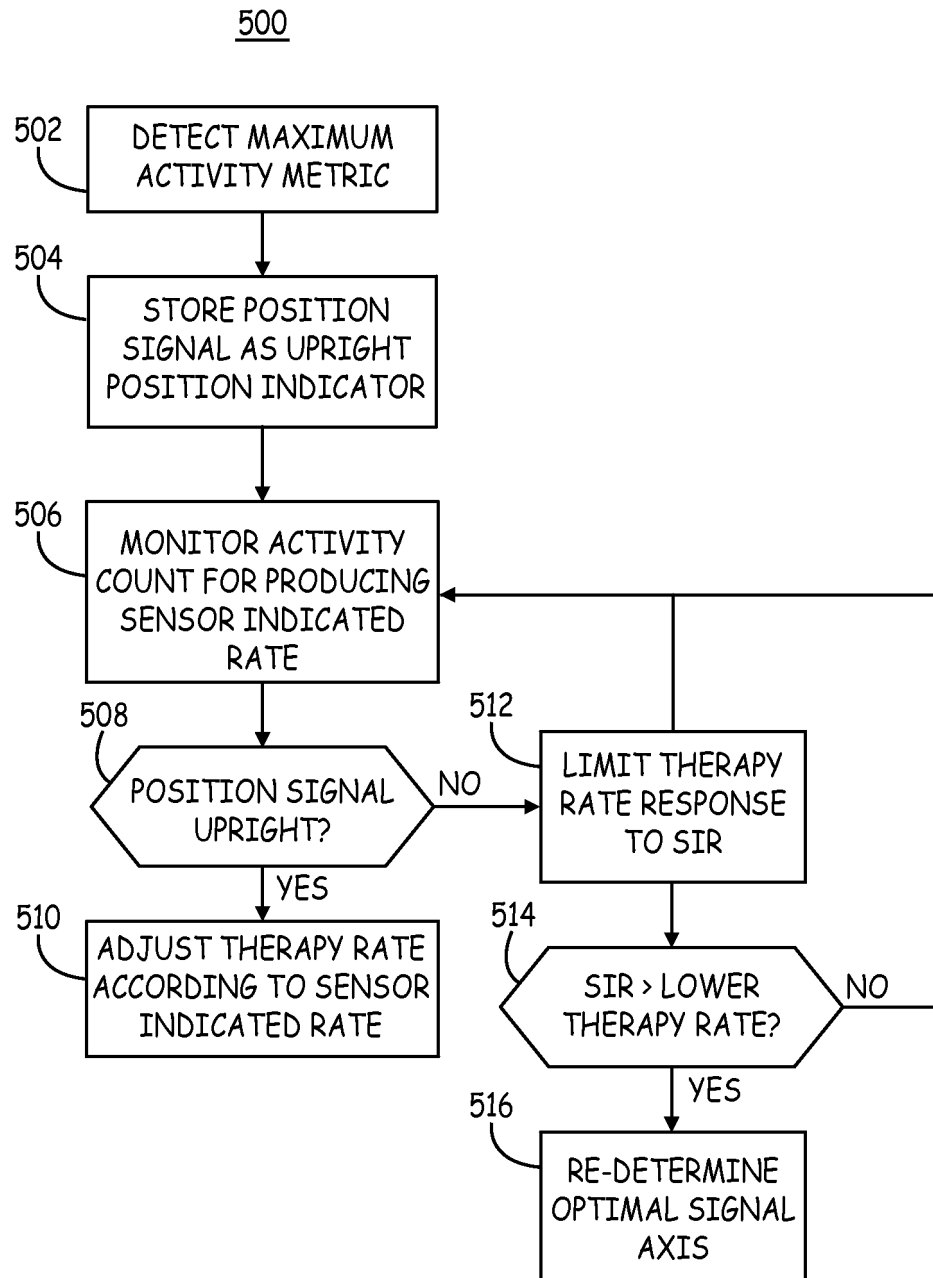 500
502
DETECT MAXIMUM
ACTIVITY METRIC
504
STORE POSITION
SIGNAL AS UPRIGHT
POSITION INDICATOR
506
MONITOR ACTIVITY
COUNT FOR PRODUCING
SENSOR INDICATED
RATE
508
POSITION SIGNAL
UPRIGHT?
NO
YES
510
ADJUST THERAPY RATE
ACCORDING TO SENSOR
INDICATED RATE
512
LIMIT THERAPY
RATE RESPONSE
TO SIR
514
SIR > LOWER
THERAPY RATE?
NO
YES
516
RE-DETERMINE
OPTIMAL SIGNAL
AXIS